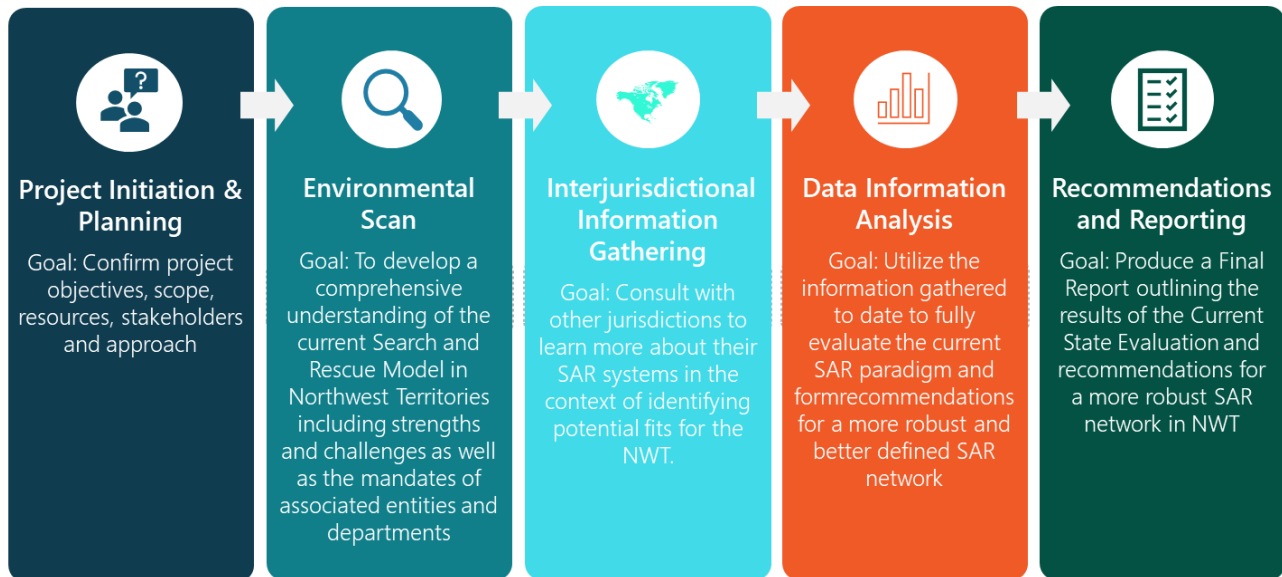 ?
Project Initiation &
Planning
Goal: Confirm project
objectives, scope,
resources, stakeholders
and approach
Environmental
Scan
Goal: To develop a
comprehensive
understanding of the
current Search and
Rescue Model in
Northwest Territories
including strengths
and challenges as well
as the mandates of
associated entities and
departments
Interjurisdictional
Information
Gathering
Goal: Consult with
other jurisdictions to
learn more about their
SAR systems in the
context of identifying
potential fits for the
NWT.
Data Information
Analysis
Goal: Utilize the
information gathered
to date to fully
evaluate the current
SAR paradigm and
formrecommendations
for a more robust and
better defined SAR
network
Recommendations
and Reporting
Goal: Produce a Final
Report outlining the
results of the Current
State Evaluation and
recommendations for
a more robust SAR
network in NWT